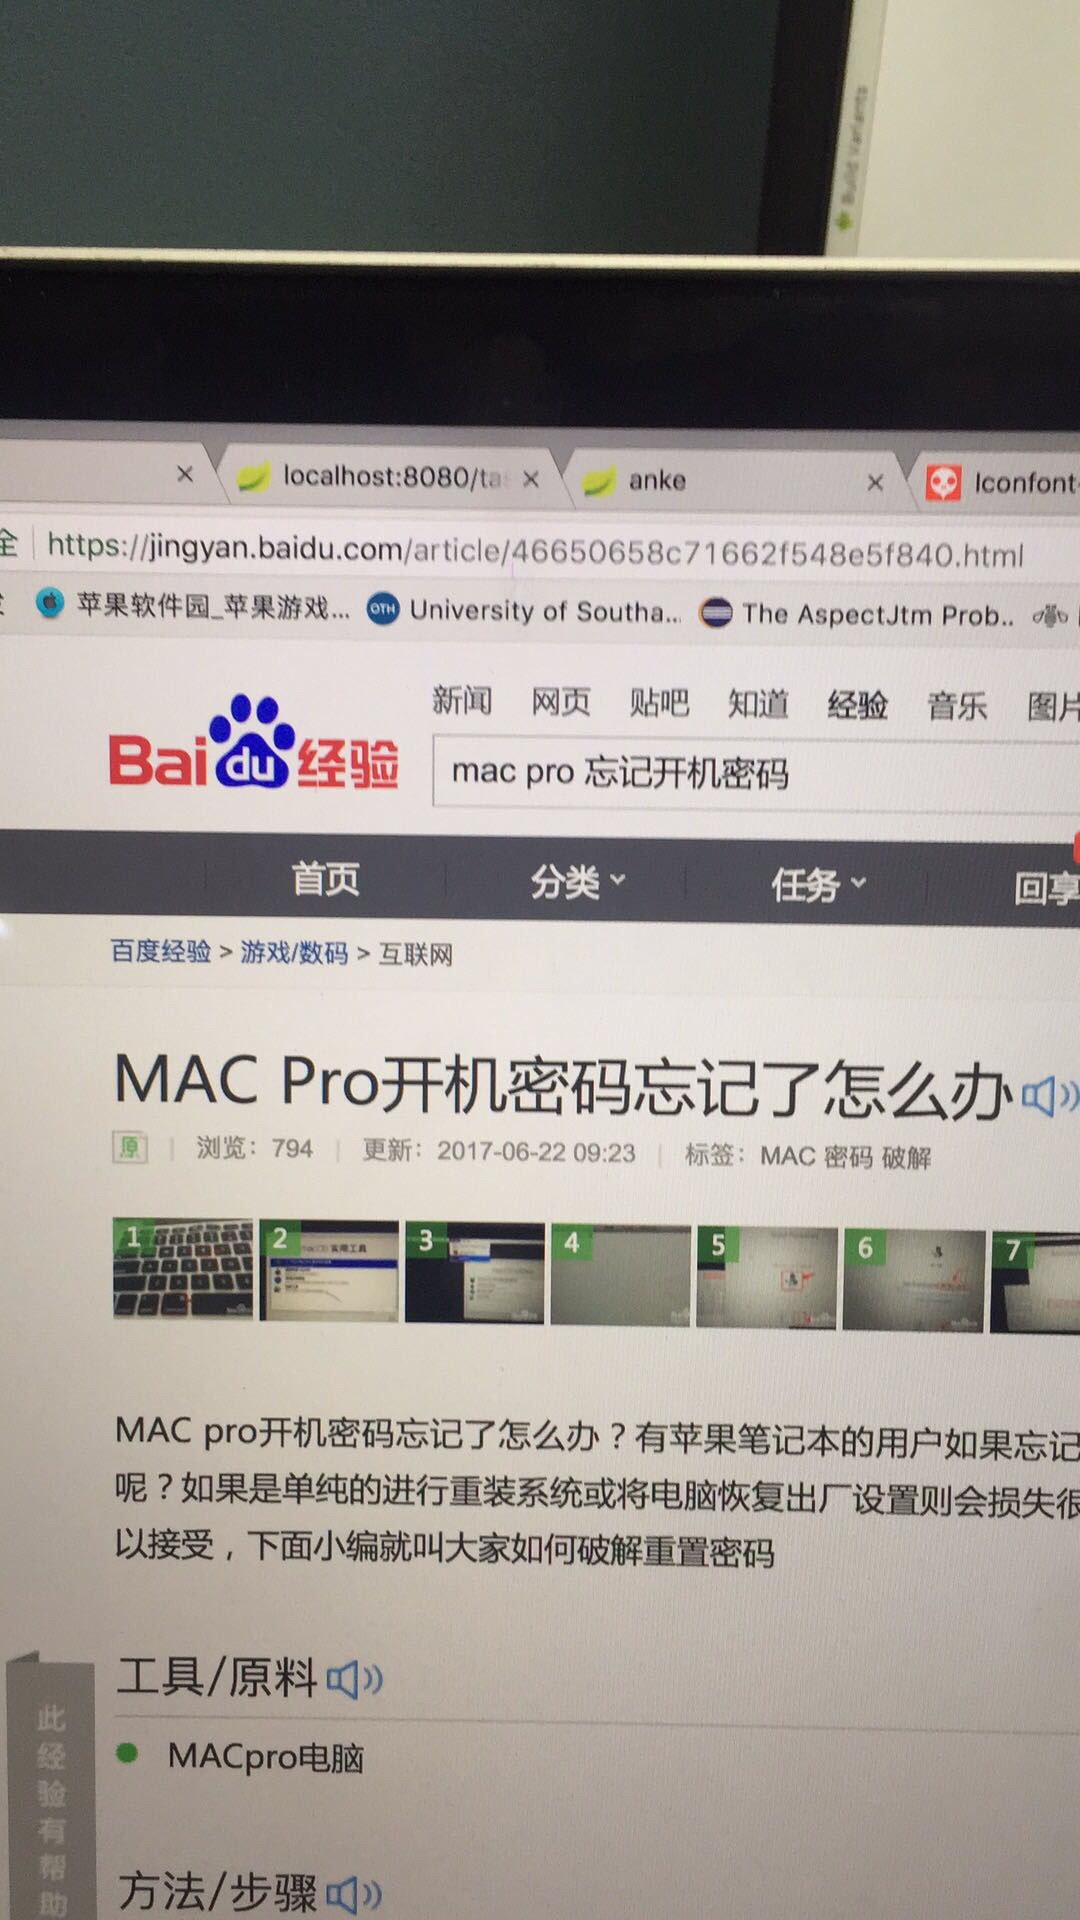 Build Variants
localhost:8080/ta
anke
Iconfont-
全 https://jingyan.baidu.com/article/46650658c71662f548e5f840.html
苹果软件园_苹果游戏... OTH University of Southa... The AspectJtm Prob..
新闻 网页 贴吧 知道 经验 音乐 图片
Baidu经验
mac pro 忘记开机密码
首页 分类 任务 回享
百度经验 > 游戏/数码 > 互联网
MAC Pro开机密码忘记了怎么办
原 浏览：794 更新：2017-06-22 09:23 标签：MAC 密码 破解
1 2 3 4 5 6 7
实用工具
MAC pro开机密码忘记了怎么办？有苹果笔记本的用户如果忘记
呢？如果是单纯的进行重装系统或将电脑恢复出厂设置则会损失很
以接受，下面小编就叫大家如何破解重置密码
工具/原料
MACpro电脑
方法/步骤
此经验有帮助